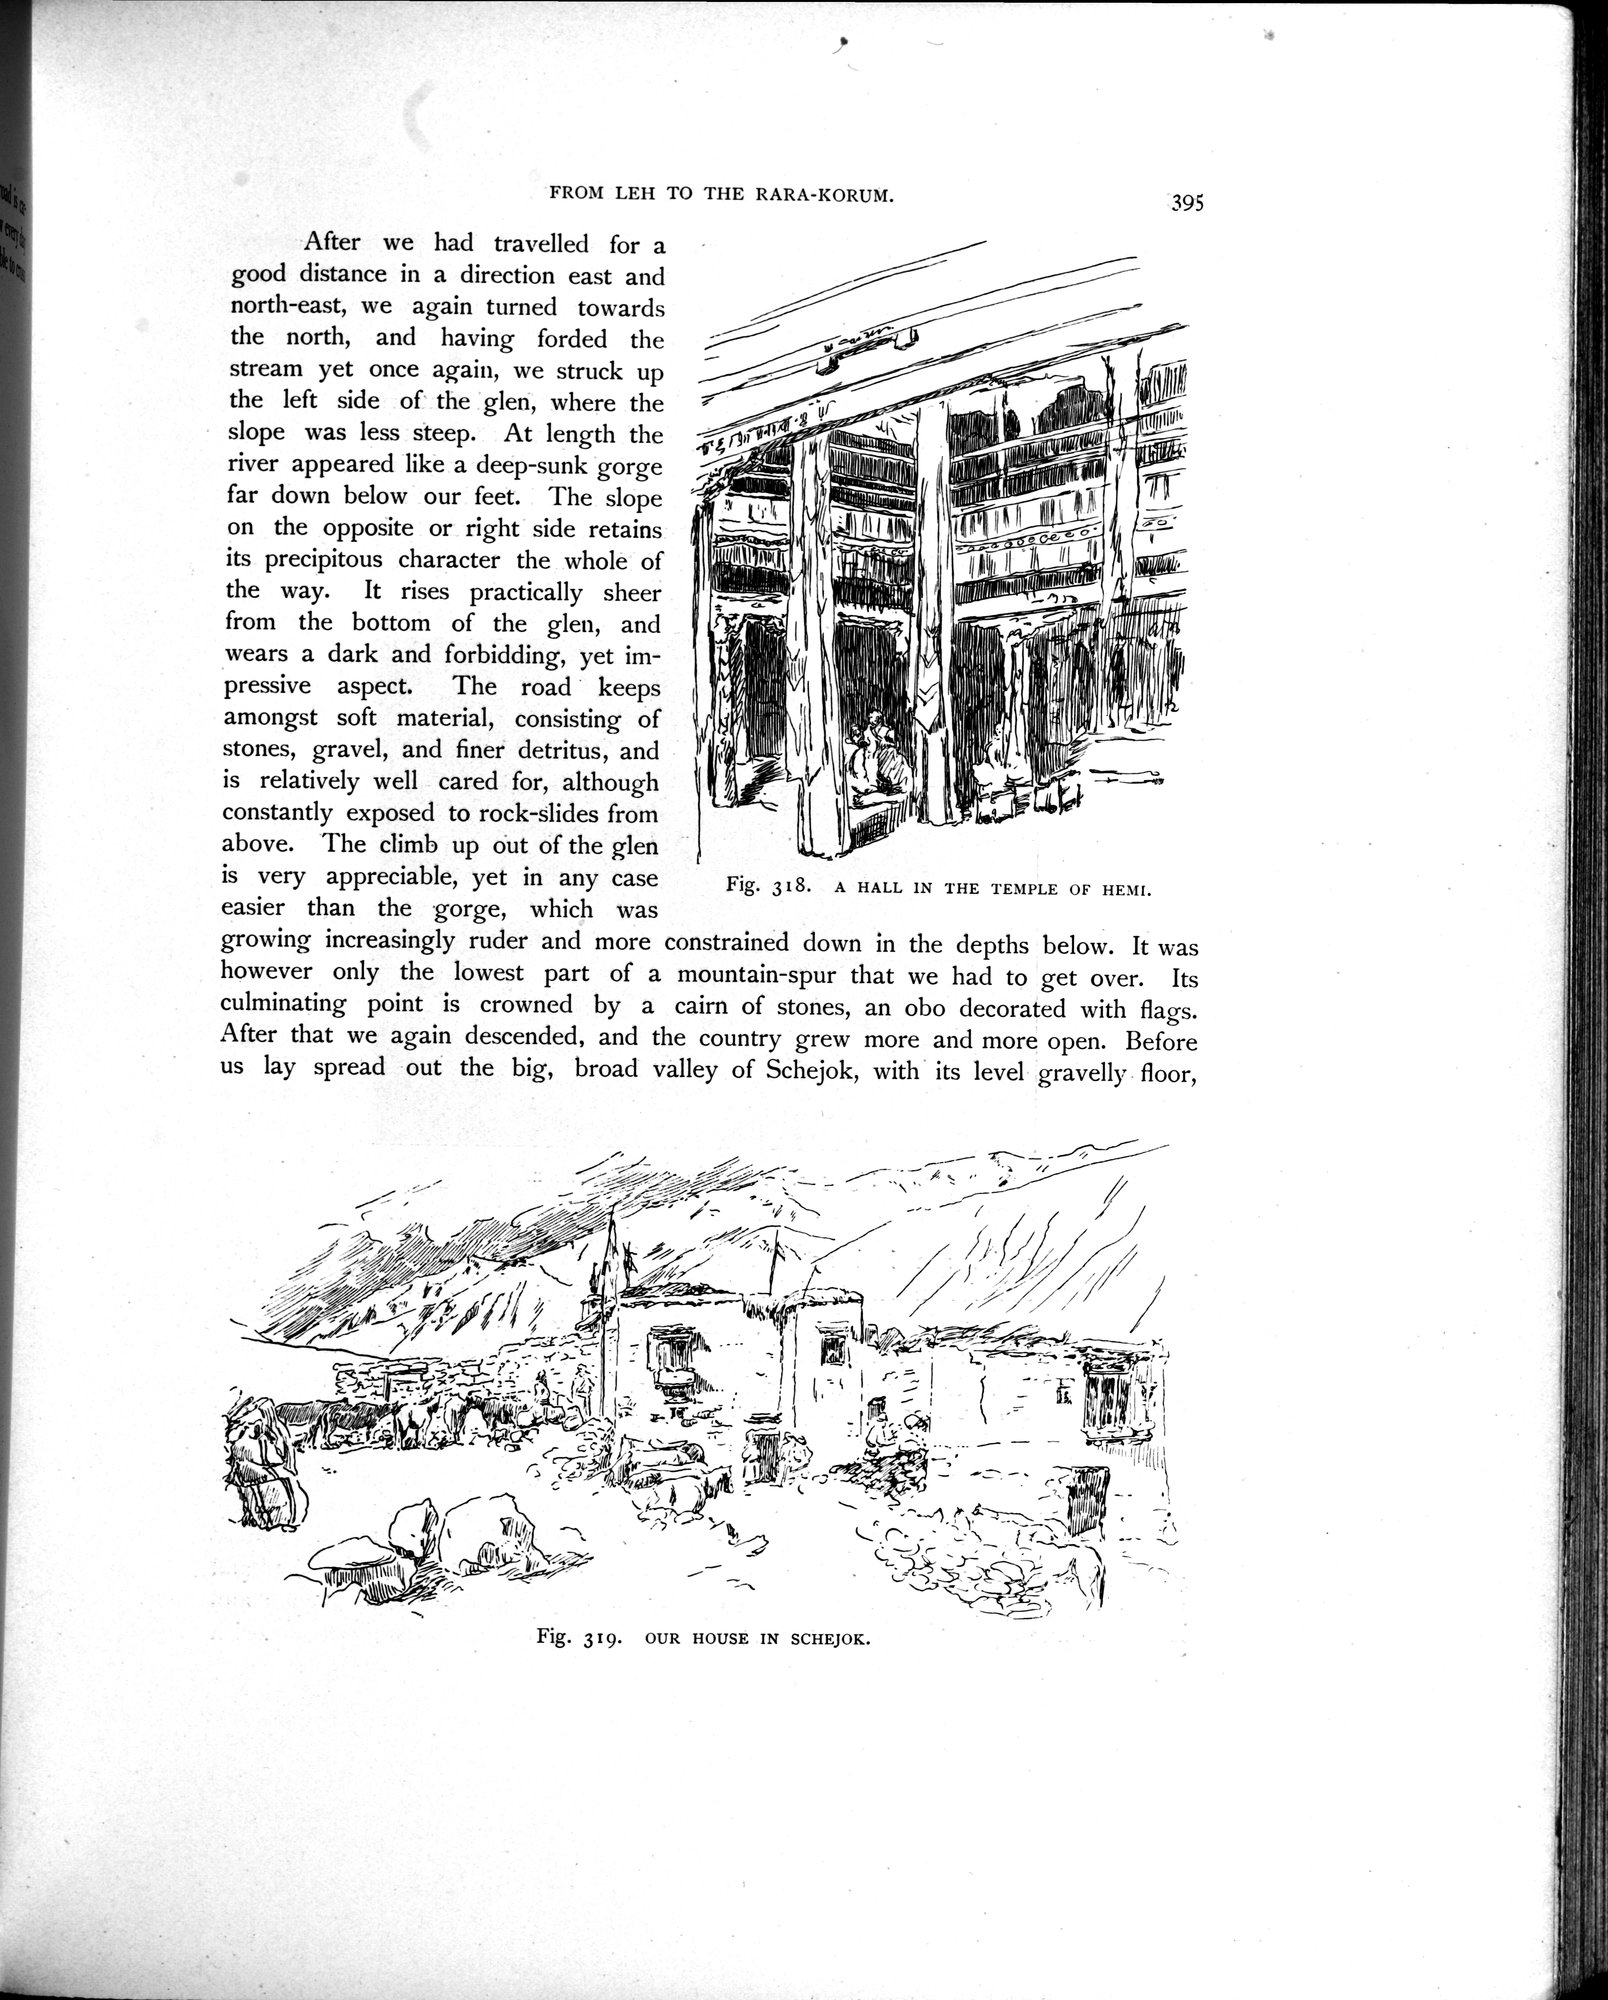 FROM LEH TO THE RARA-KORUM.
395
After we had travelled for a
good distance in a direction east and
north-east, we again turned towards
the north, and having forded the
stream yet once again, we struck up
the left side of the glen, where the
slope was less steep. At length the
river appeared like a deep-sunk gorge
far down below our feet. The slope
on the opposite or right side retains
its precipitous character the whole of
the way. It rises practically sheer
from the bottom of the glen, and
wears a dark and forbidding, yet im-
pressive aspect. The road keeps
amongst soft material, consisting of
stones, gravel, and finer detritus, and
is relatively well cared for, although
constantly exposed to rock-slides from
above. The climb up out of the glen
is very appreciable, yet in any case
easier than the gorge, which was
Fig. 318. A HALL IN THE TEMPLE OF HEMI.
growing increasingly ruder and more constrained down in the depths below. It was
however only the lowest part of a mountain-spur that we had to get over. Its
culminating point is crowned by a cairn of stones, an obo decorated with flags.
After that we again descended, and the country grew more and more open. Before
us lay spread out the big, broad valley of Schejok, with its level gravelly floor,
Fig. 319. OUR HOUSE IN SCHEJOK.